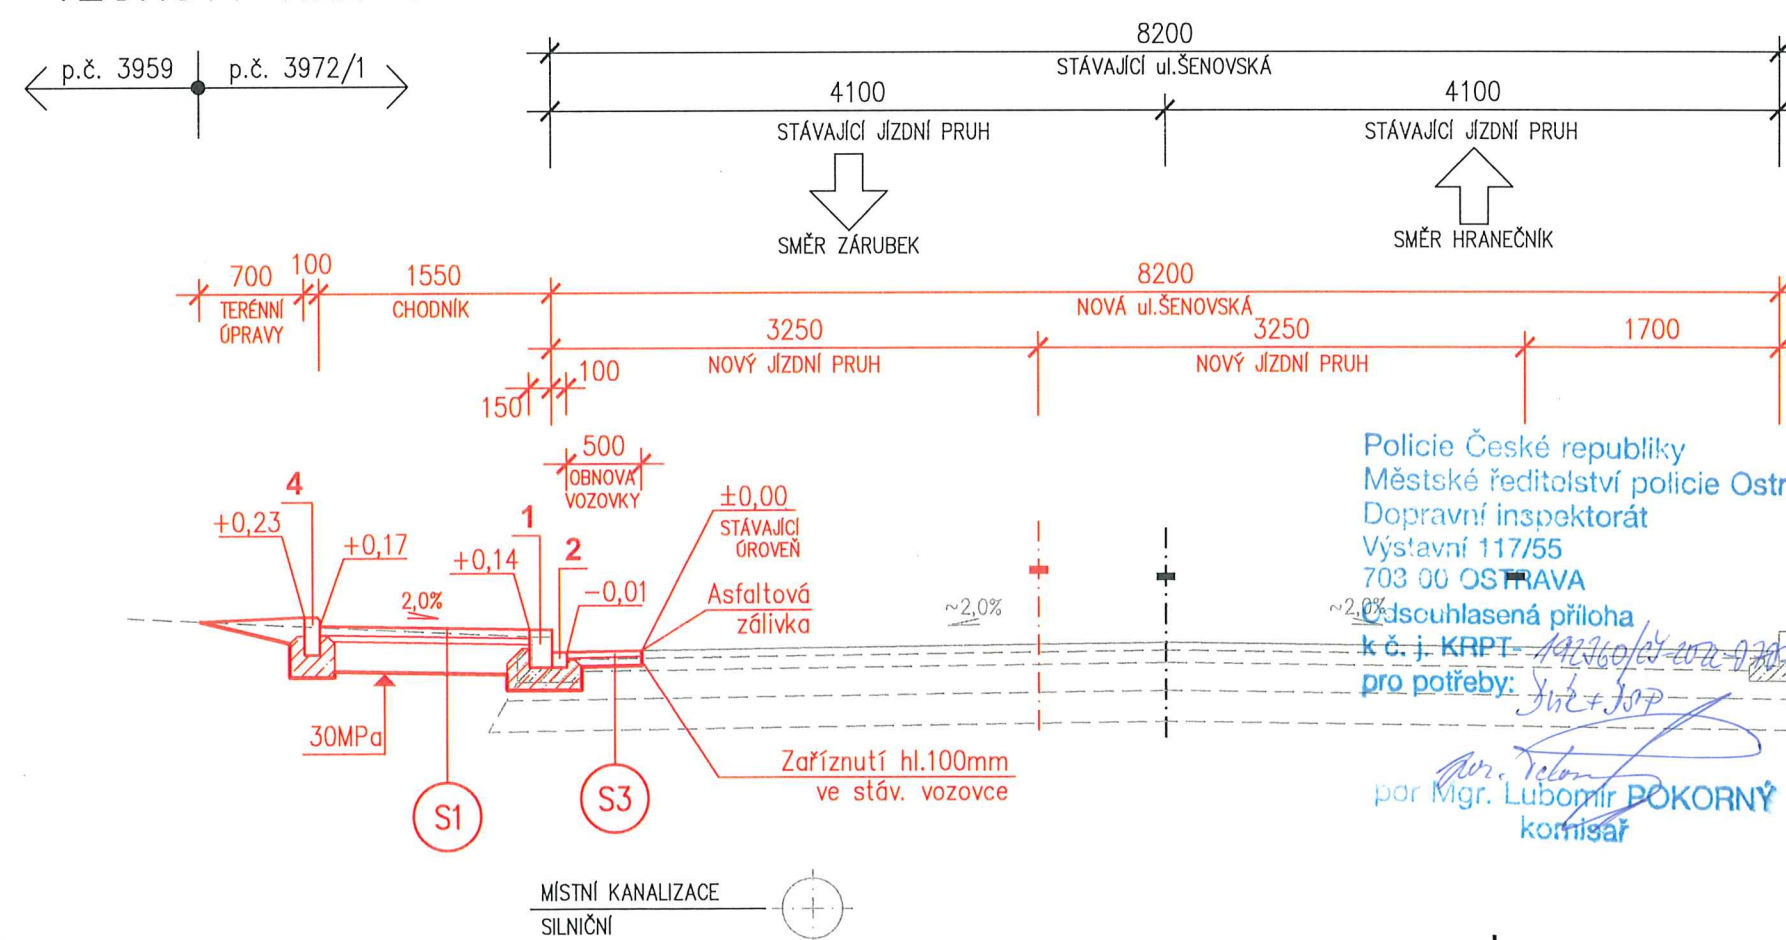 8200
STÁVAJÍCÍ ul.ŠENOVSKÁ
p.č. 3959
p.č. 3972/1
4100
4100
STÁVAJÍCÍ JÍZDNÍ PRUH
STÁVAJÍCÍ JÍZDNÍ PRUH
SMĚR ZÁRUBEK
SMĚR HRANEČNÍK
700
100
1550
8200
TERÉNNÍ
ÚPRAVY
CHODNÍK
NOVÁ ul.ŠENOVSKÁ
3250
3250
1700
NOVÝ JÍZDNÍ PRUH
NOVÝ JÍZDNÍ PRUH
150
100
500
OBNOVA
VOZOVKY
4
+0,23
+0,17
1
+0,14
2
-0,01
±0,00
STÁVAJÍCÍ
ÚROVEŇ
2,0%
Asfaltová
zálivka
~2,0%
~2,0%
30MPa
S1
S3
Zaříznutí hl.100mm
ve stáv. vozovce
MÍSTNÍ KANALIZACE
SILNIČNÍ
Policie České republiky
Městské ředitelství policie Ostr
Dopravní inspektorát
Výstavní 117/55
703 00 OSTRAVA
Odsouhlasená příloha
k č. j. KRPT-
pro potřeby:
por Mgr. Lubomír POKORNÝ
komisař